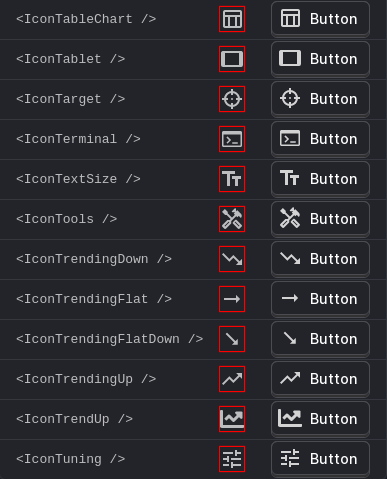 <IconTableChart /> Button
<IconTablet /> Button
<IconTarget /> Button
<IconTerminal /> Button
<IconTextSize /> Button
<IconTools /> Button
<IconTrendingDown /> Button
<IconTrendingFlat /> Button
<IconTrendingFlatDown /> Button
<IconTrendingUp /> Button
<IconTrendUp /> Button
<IconTuning /> Button